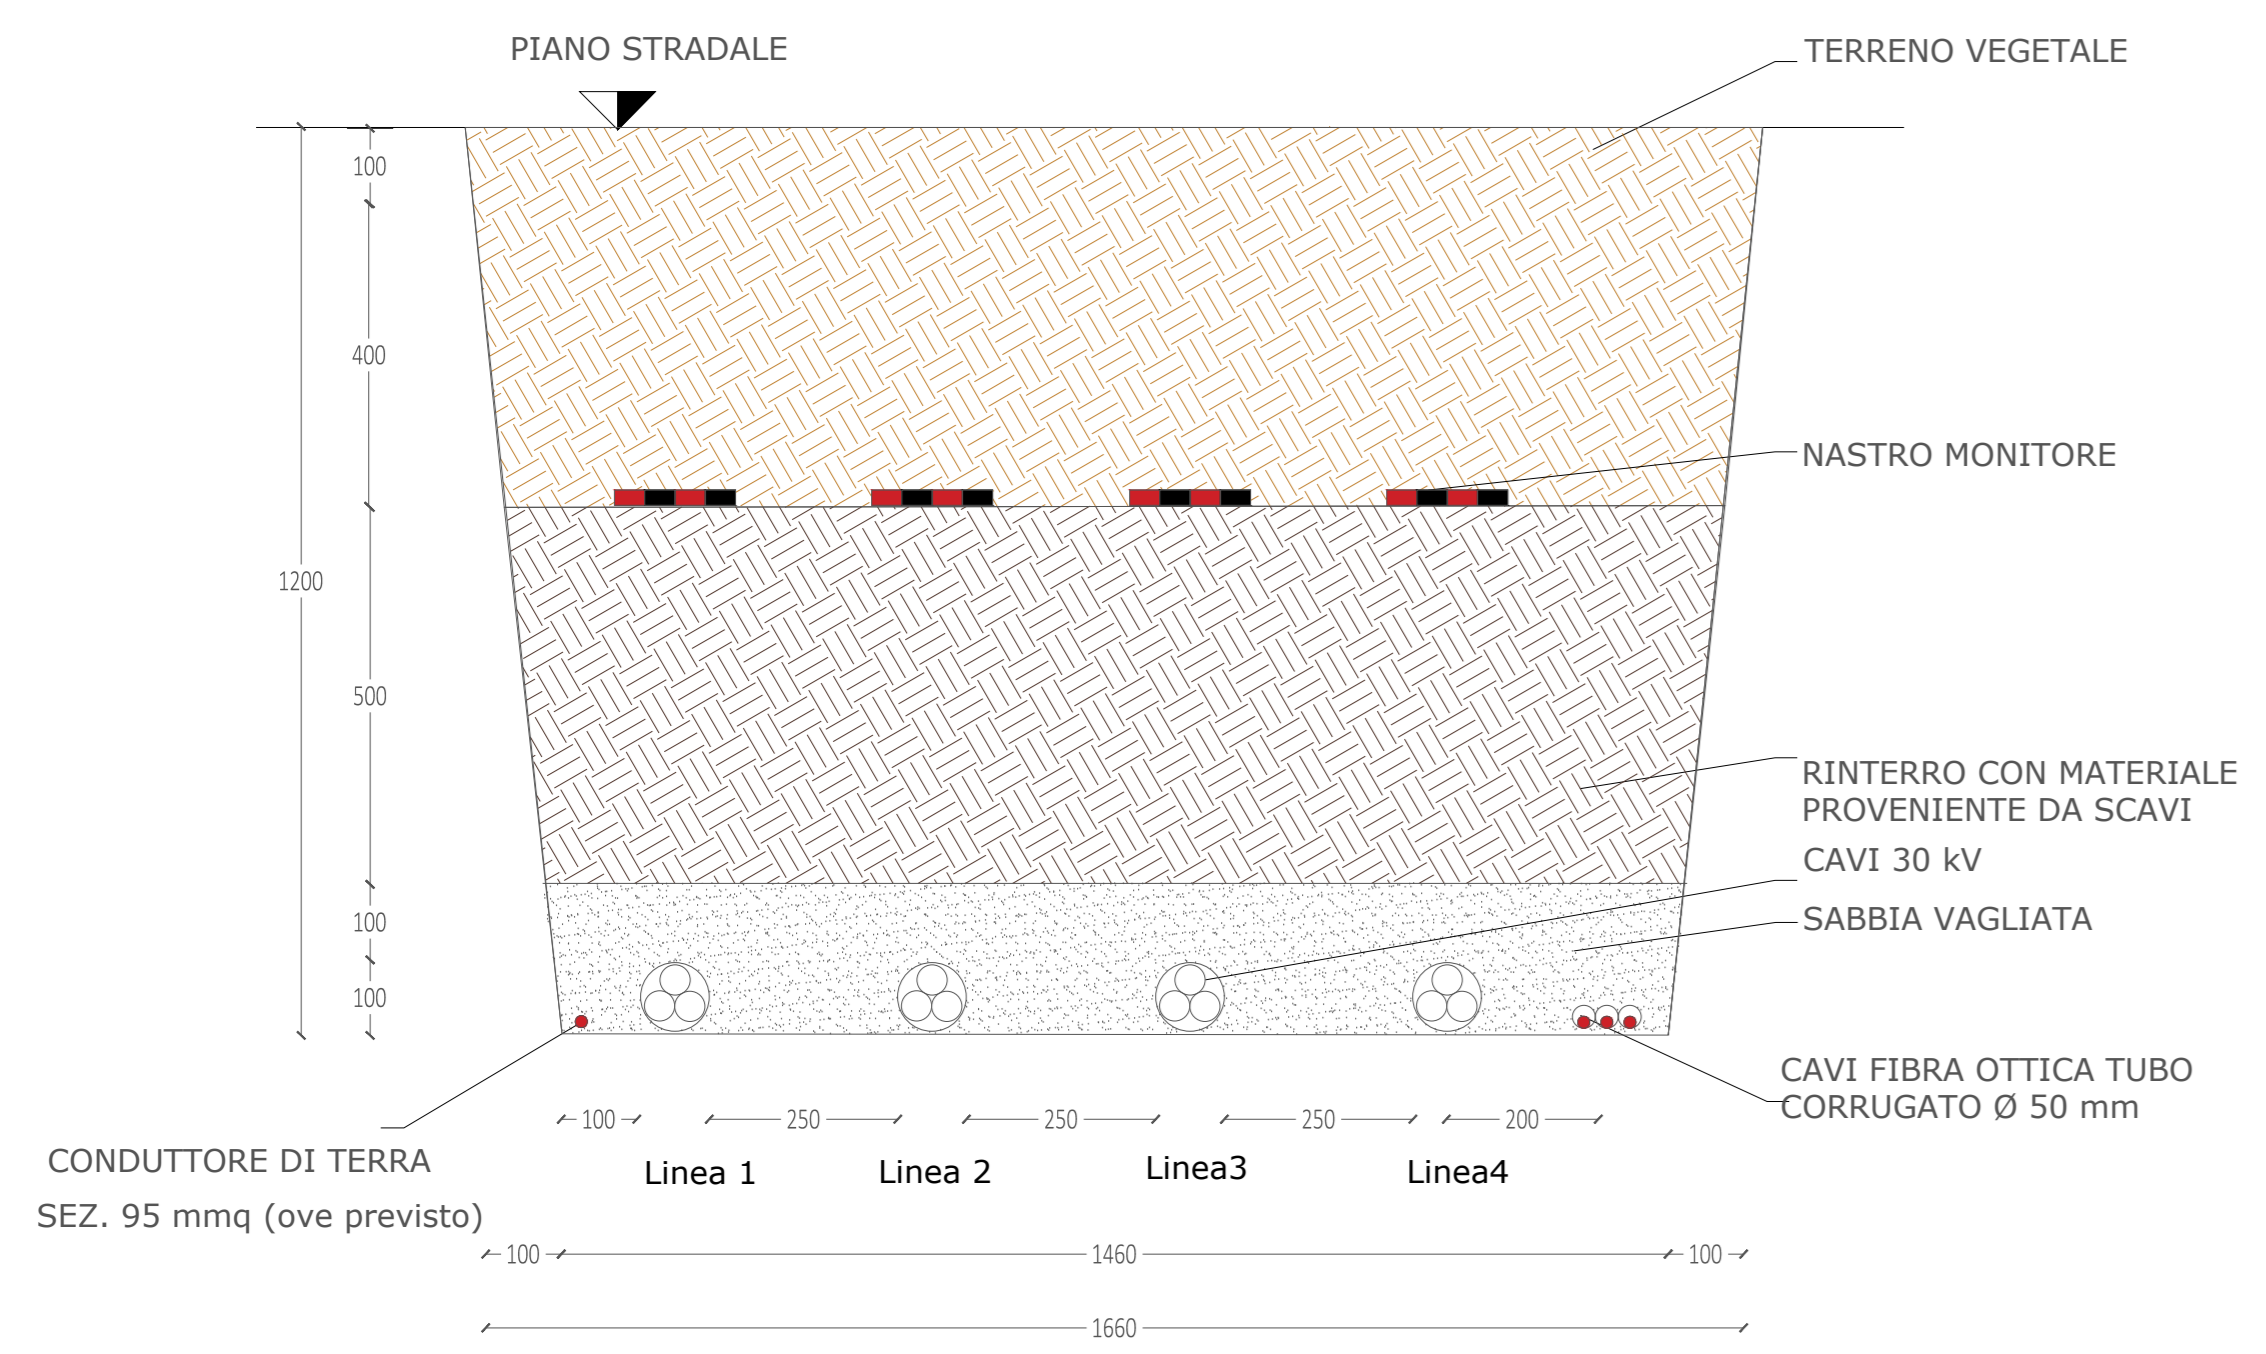 PIANO STRADALE
TERRENO VEGETALE
100
400
NASTRO MONITORE
1200
500
RINTERRO CON MATERIALE
PROVENIENTE DA SCAVI
CAVI 30 kV
SABBIA VAGLIATA
100
100
CAVI FIBRA OTTICA TUBO
CORRUGATO Ø 50 mm
100 250 250 250 200
CONDUTTORE DI TERRA
SEZ. 95 mmq (ove previsto)
Linea 1 Linea 2 Linea3 Linea4
100 1460 100
1660